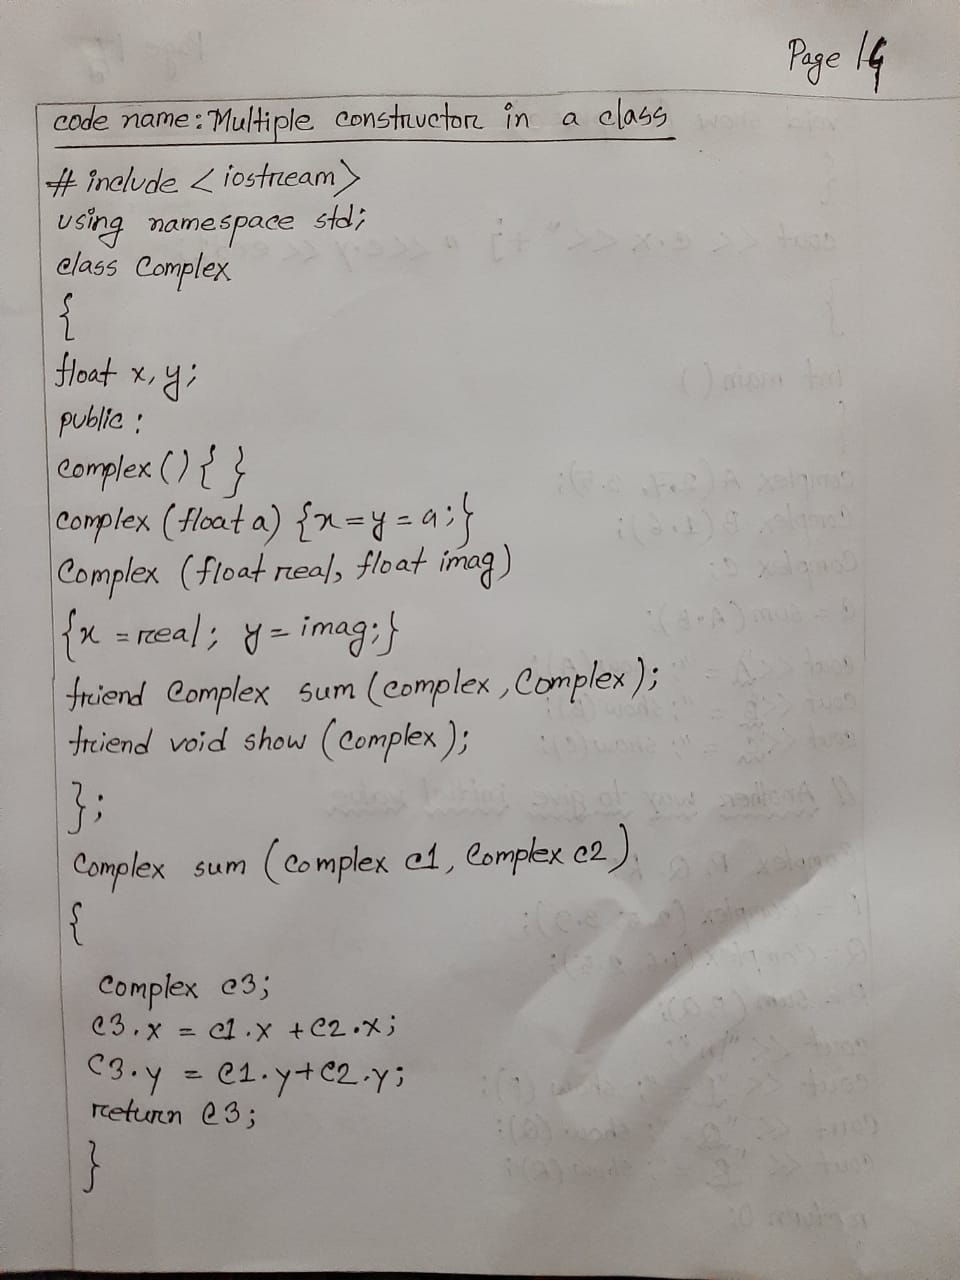 Page 14
code name: Multiple constructor in a class
# include <iostream>
using namespace std;
class Complex
{
float x, y;
public:
complex () { }
complex (float a) {x=y=a;}
Complex (float real, float imag)
{x = real; y = imag;}
friend Complex sum (complex, Complex);
friend void show (complex);
};
Complex sum (complex c1, Complex c2)
{
Complex c3;
c3.x = c1.x + c2.x;
c3.y = c1.y+c2.y;
return c3;
}